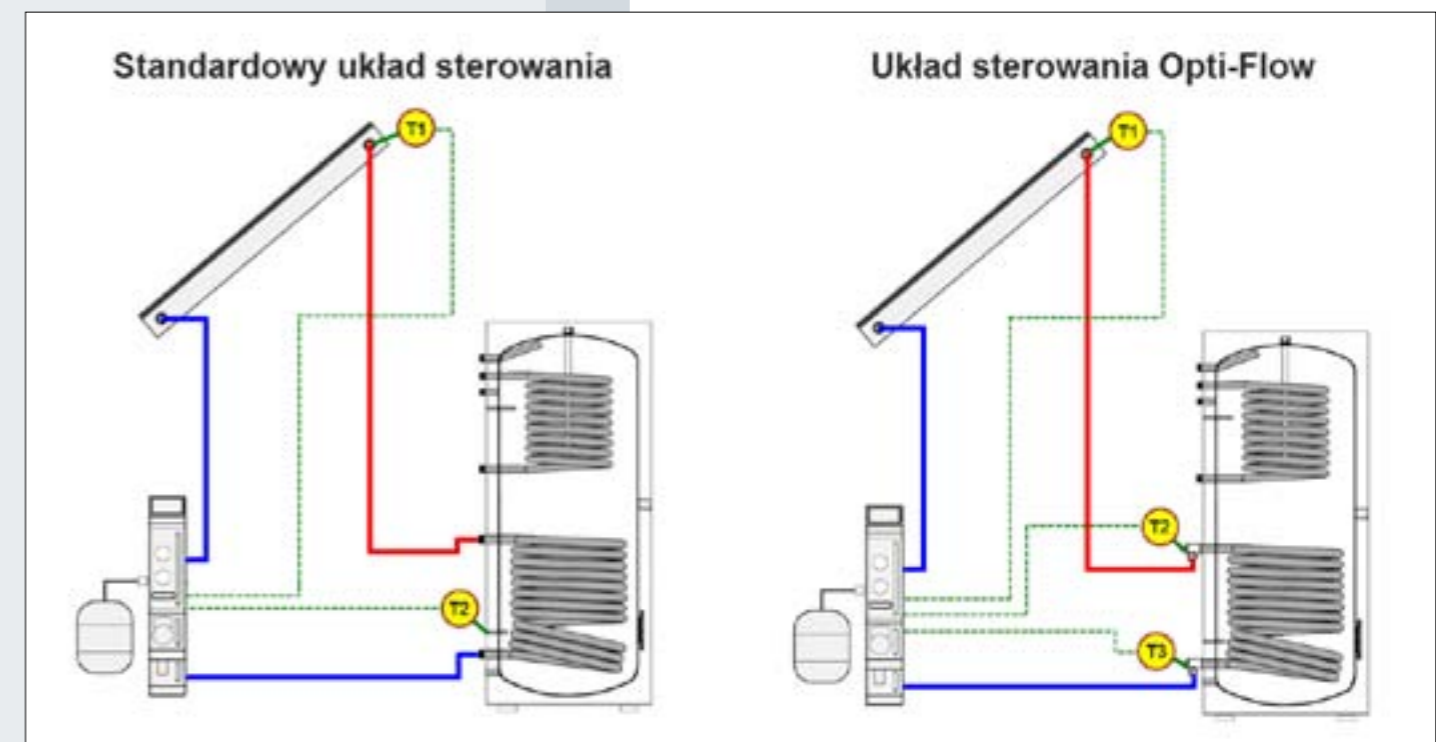 Standardowy układ sterowania
Układ sterowania Opti-Flow
T1
T2
T1
T2
T3